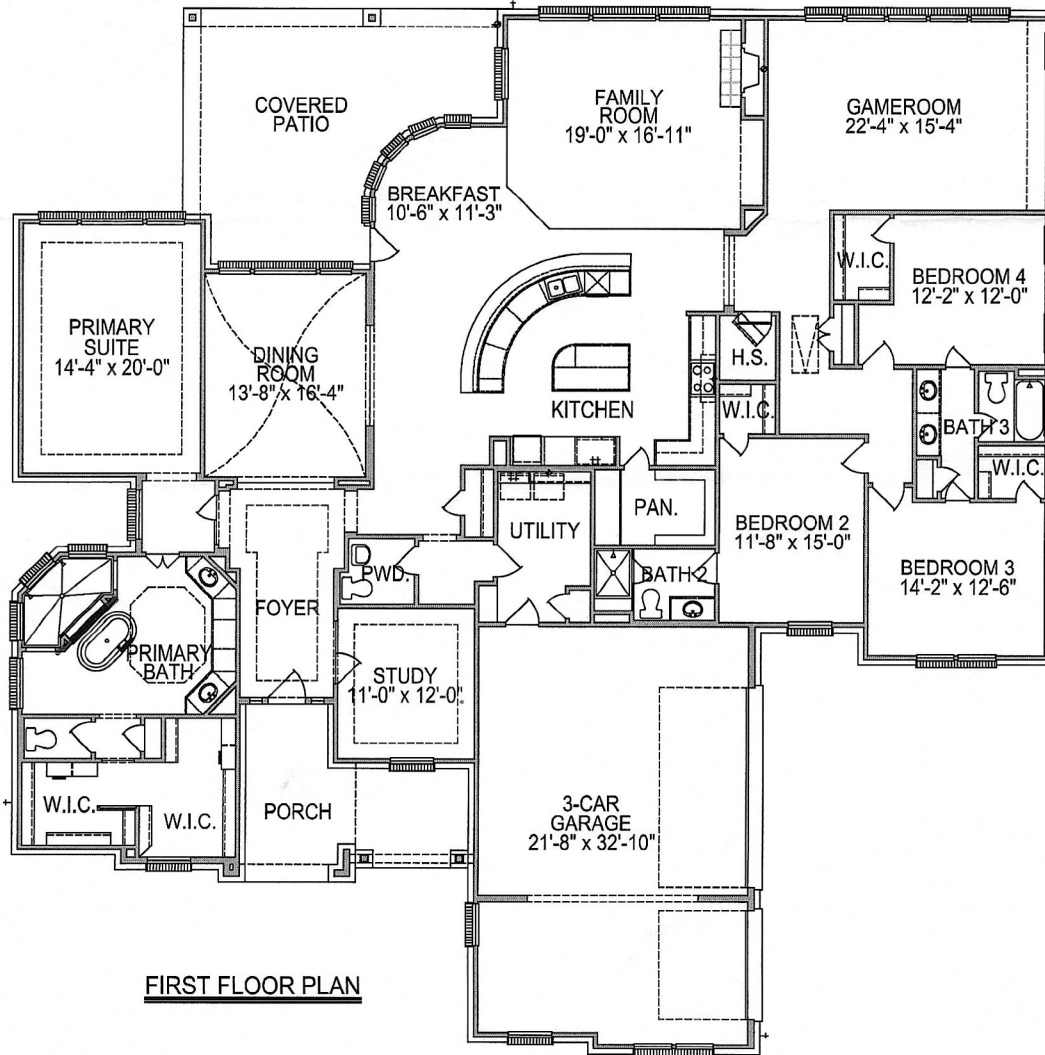 COVERED
PATIO
FAMILY
ROOM
19'-0" x 16'-11"
GAMEROOM
22'-4" x 15'-4"
BREAKFAST
10'-6" x 11'-3"
W.I.C.
BEDROOM 4
12'-2" x 12'-0"
PRIMARY
SUITE
14'-4" x 20'-0"
DINING
ROOM
13'-8" x 16'-4"
H.S.
KITCHEN
W.I.C.
BATH 3
W.I.C.
UTILITY
PAN.
BEDROOM 2
11'-8" x 15'-0"
BEDROOM 3
14'-2" x 12'-6"
PWD.
BATH 2
FOYER
PRIMARY
BATH
STUDY
11'-0" x 12'-0"
W.I.C.
W.I.C.
PORCH
3-CAR
GARAGE
21'-8" x 32'-10"
FIRST FLOOR PLAN